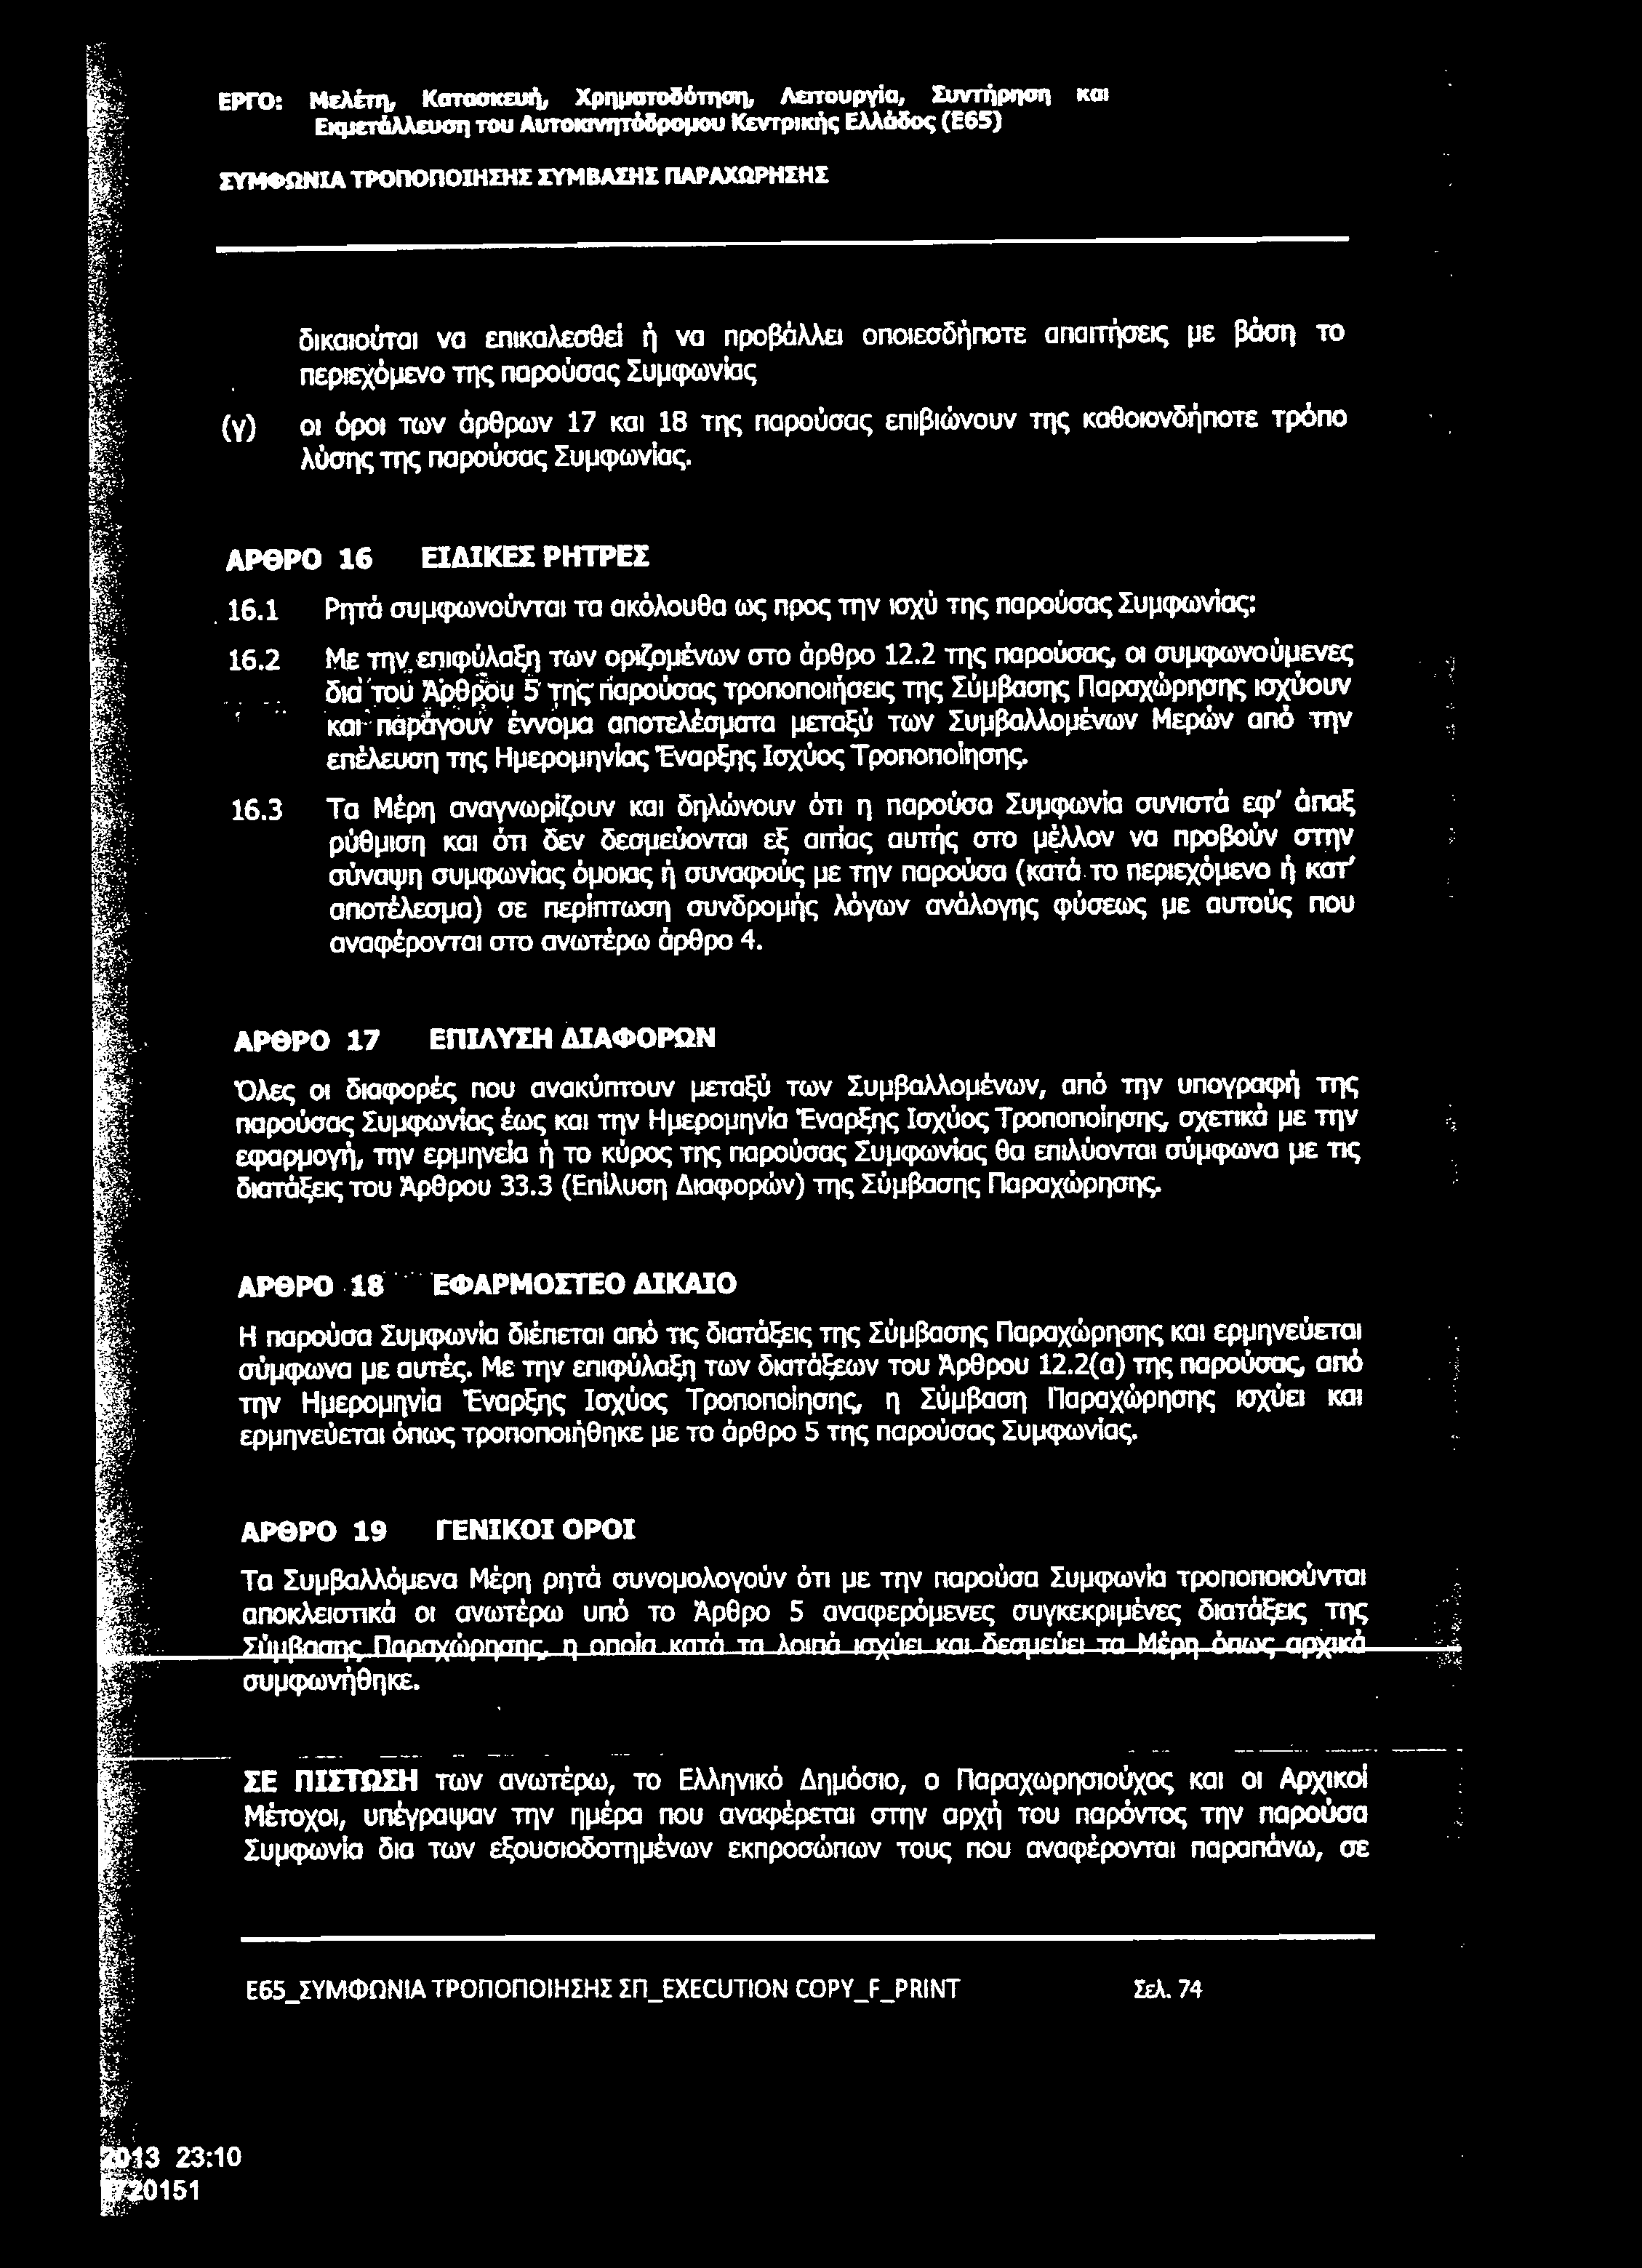 ΕΡΓΟ: Μελέτη, Κατασκευή, Χρηματοδότηση, Λειτουργία, Συντήρηση και
Εκμετάλλευση του Αυτοκινητόδρομου Κεντρικής Ελλάδος (Ε65)
ΣΥΜΦΩΝΙΑ ΤΡΟΠΟΠΟΙΗΣΗΣ ΣΥΜΒΑΣΗΣ ΠΑΡΑΧΩΡΗΣΗΣ
δικαιούται να επικαλεσθεί ή να προβάλλει οποιεσδήποτε απαιτήσεις με βάση το
περιεχόμενο της παρούσας Συμφωνίας
(γ) οι όροι των άρθρων 17 και 18 της παρούσας επιβιώνουν της καθοιονδήποτε τρόπο
λύσης της παρούσας Συμφωνίας.
ΑΡΘΡΟ 16 ΕΙΔΙΚΕΣ ΡΗΤΡΕΣ
16.1 Ρητά συμφωνούνται τα ακόλουθα ως προς την ισχύ της παρούσας Συμφωνίας:
16.2 Με την επιφύλαξη των οριζομένων στο άρθρο 12.2 της παρούσας, οι συμφωνούμενες
δια του Άρθρου 5 της παρούσας τροποποιήσεις της Σύμβασης Παραχώρησης ισχύουν
και παράγουν έννομα αποτελέσματα μεταξύ των Συμβαλλομένων Μερών από την
επέλευση της Ημερομηνίας Έναρξης Ισχύος Τροποποίησης.
16.3 Τα Μέρη αναγνωρίζουν και δηλώνουν ότι η παρούσα Συμφωνία συνιστά εφ' άπαξ
ρύθμιση και ότι δεν δεσμεύονται εξ αιτίας αυτής στο μέλλον να προβούν στην
σύναψη συμφωνίας όμοιας ή συναφούς με την παρούσα (κατά το περιεχόμενο ή κατ'
αποτέλεσμα) σε περίπτωση συνδρομής λόγων ανάλογης φύσεως με αυτούς που
αναφέρονται στο ανωτέρω άρθρο 4.
ΑΡΘΡΟ 17 ΕΠΙΛΥΣΗ ΔΙΑΦΟΡΩΝ
Όλες οι διαφορές που ανακύπτουν μεταξύ των Συμβαλλομένων, από την υπογραφή της
παρούσας Συμφωνίας έως και την Ημερομηνία Έναρξης Ισχύος Τροποποίησης, σχετικά με την
εφαρμογή, την ερμηνεία ή το κύρος της παρούσας Συμφωνίας θα επιλύονται σύμφωνα με τις
διατάξεις του Άρθρου 33.3 (Επίλυση Διαφορών) της Σύμβασης Παραχώρησης.
ΑΡΘΡΟ 18 ΕΦΑΡΜΟΣΤΕΟ ΔΙΚΑΙΟ
Η παρούσα Συμφωνία διέπεται από τις διατάξεις της Σύμβασης Παραχώρησης και ερμηνεύεται
σύμφωνα με αυτές. Με την επιφύλαξη των διατάξεων του Άρθρου 12.2(α) της παρούσας, από
την Ημερομηνία Έναρξης Ισχύος Τροποποίησης, η Σύμβαση Παραχώρησης ισχύει και
ερμηνεύεται όπως τροποποιήθηκε με το άρθρο 5 της παρούσας Συμφωνίας.
ΑΡΘΡΟ 19 ΓΕΝΙΚΟΙ ΟΡΟΙ
Τα Συμβαλλόμενα Μέρη ρητά συνομολογούν ότι με την παρούσα Συμφωνία τροποποιούνται
αποκλειστικά οι ανωτέρω υπό το Άρθρο 5 αναφερόμενες συγκεκριμένες διατάξεις της
Σύμβασης Παραχώρησης, η οποία κατά τα λοιπά ισχύει και δεσμεύει τα Μέρη όπως αρχικά
συμφωνήθηκε.
ΣΕ ΠΙΣΤΩΣΗ των ανωτέρω, το Ελληνικό Δημόσιο, ο Παραχωρησιούχος και οι Αρχικοί
Μέτοχοι, υπέγραψαν την ημέρα που αναφέρεται στην αρχή του παρόντος την παρούσα
Συμφωνία δια των εξουσιοδοτημένων εκπροσώπων τους που αναφέρονται παραπάνω, σε
Ε65_ΣΥΜΦΩΝΙΑ ΤΡΟΠΟΠΟΙΗΣΗΣ ΣΠ_EXECUTION COPY_F_PRINT Σελ. 74
2013 23:10
20151